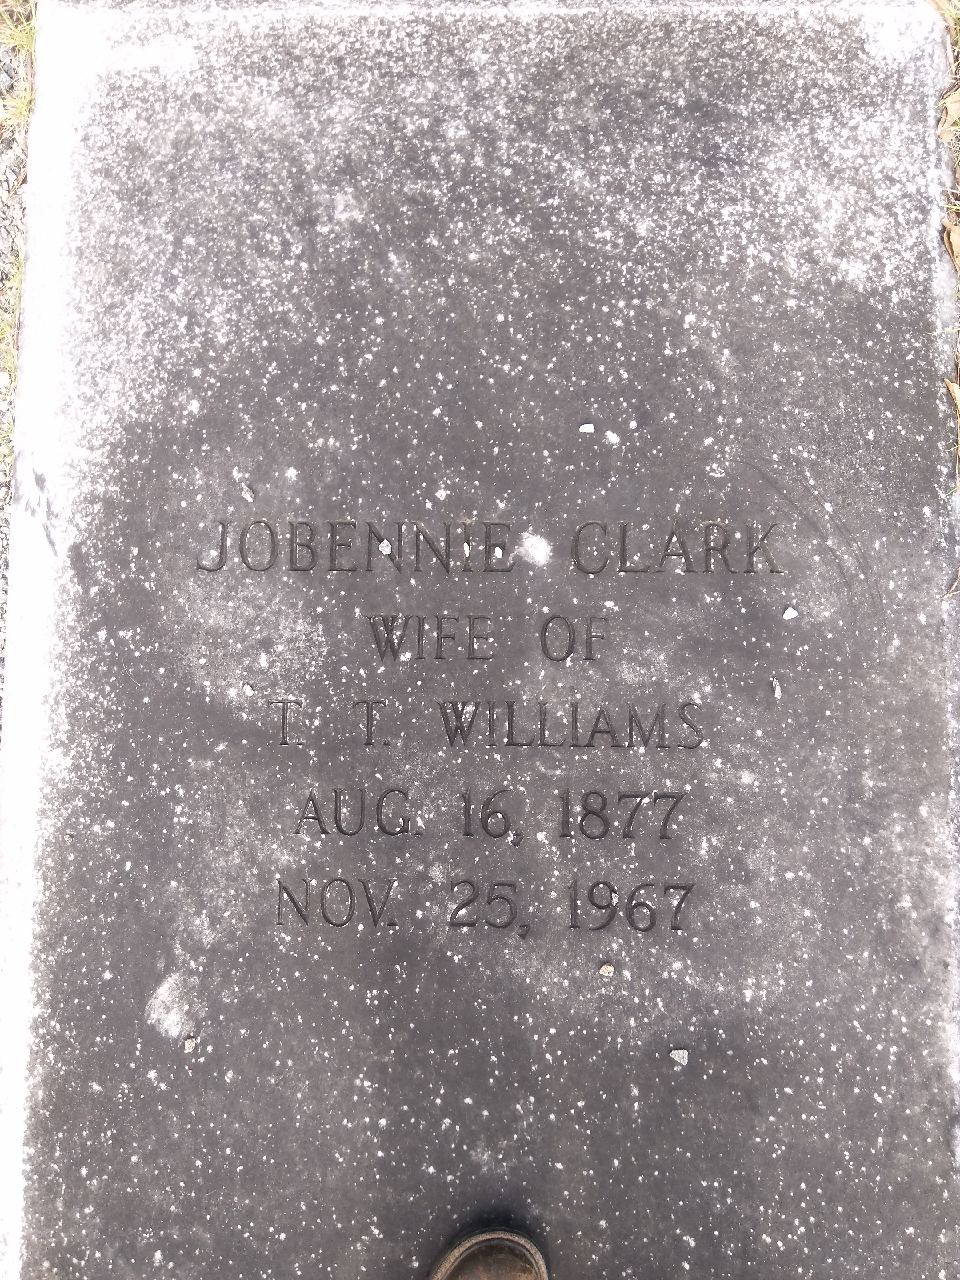 JOBENNIE CLARK
WIFE OF
T. T. WILLIAMS
AUG. 16, 1877
NOV. 25, 1967